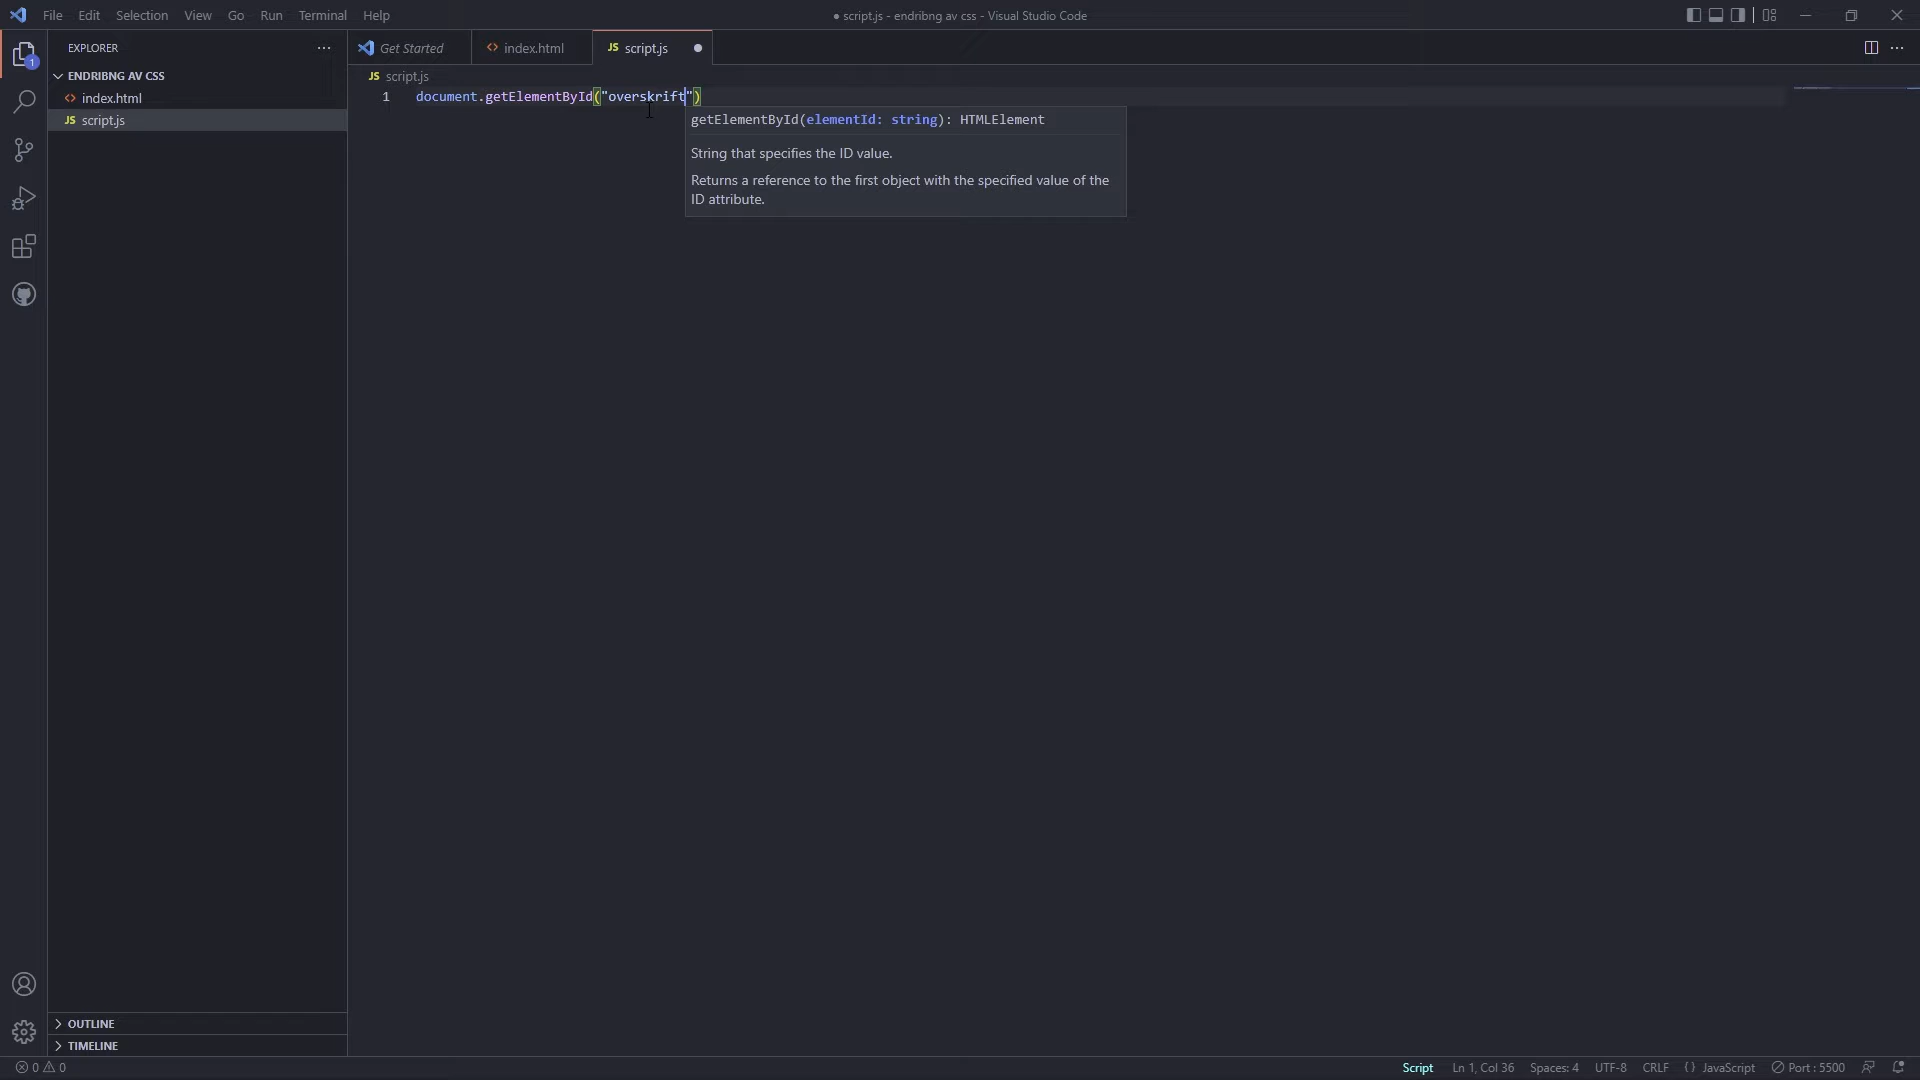 File Edit Selection View Go Run Terminal Help
● script.js - endribng av css - Visual Studio Code
EXPLORER
Get Started
index.html
JS script.js
ENDRIBNG AV CSS
JS script.js
index.html
1 document.getElementById("overskrift")
JS script.js
getElementById(elementId: string): HTMLElement
String that specifies the ID value.
Returns a reference to the first object with the specified value of the
ID attribute.
1
OUTLINE
TIMELINE
0 0
Script Ln 1, Col 36 Spaces: 4 UTF-8 CRLF {} JavaScript Port : 5500